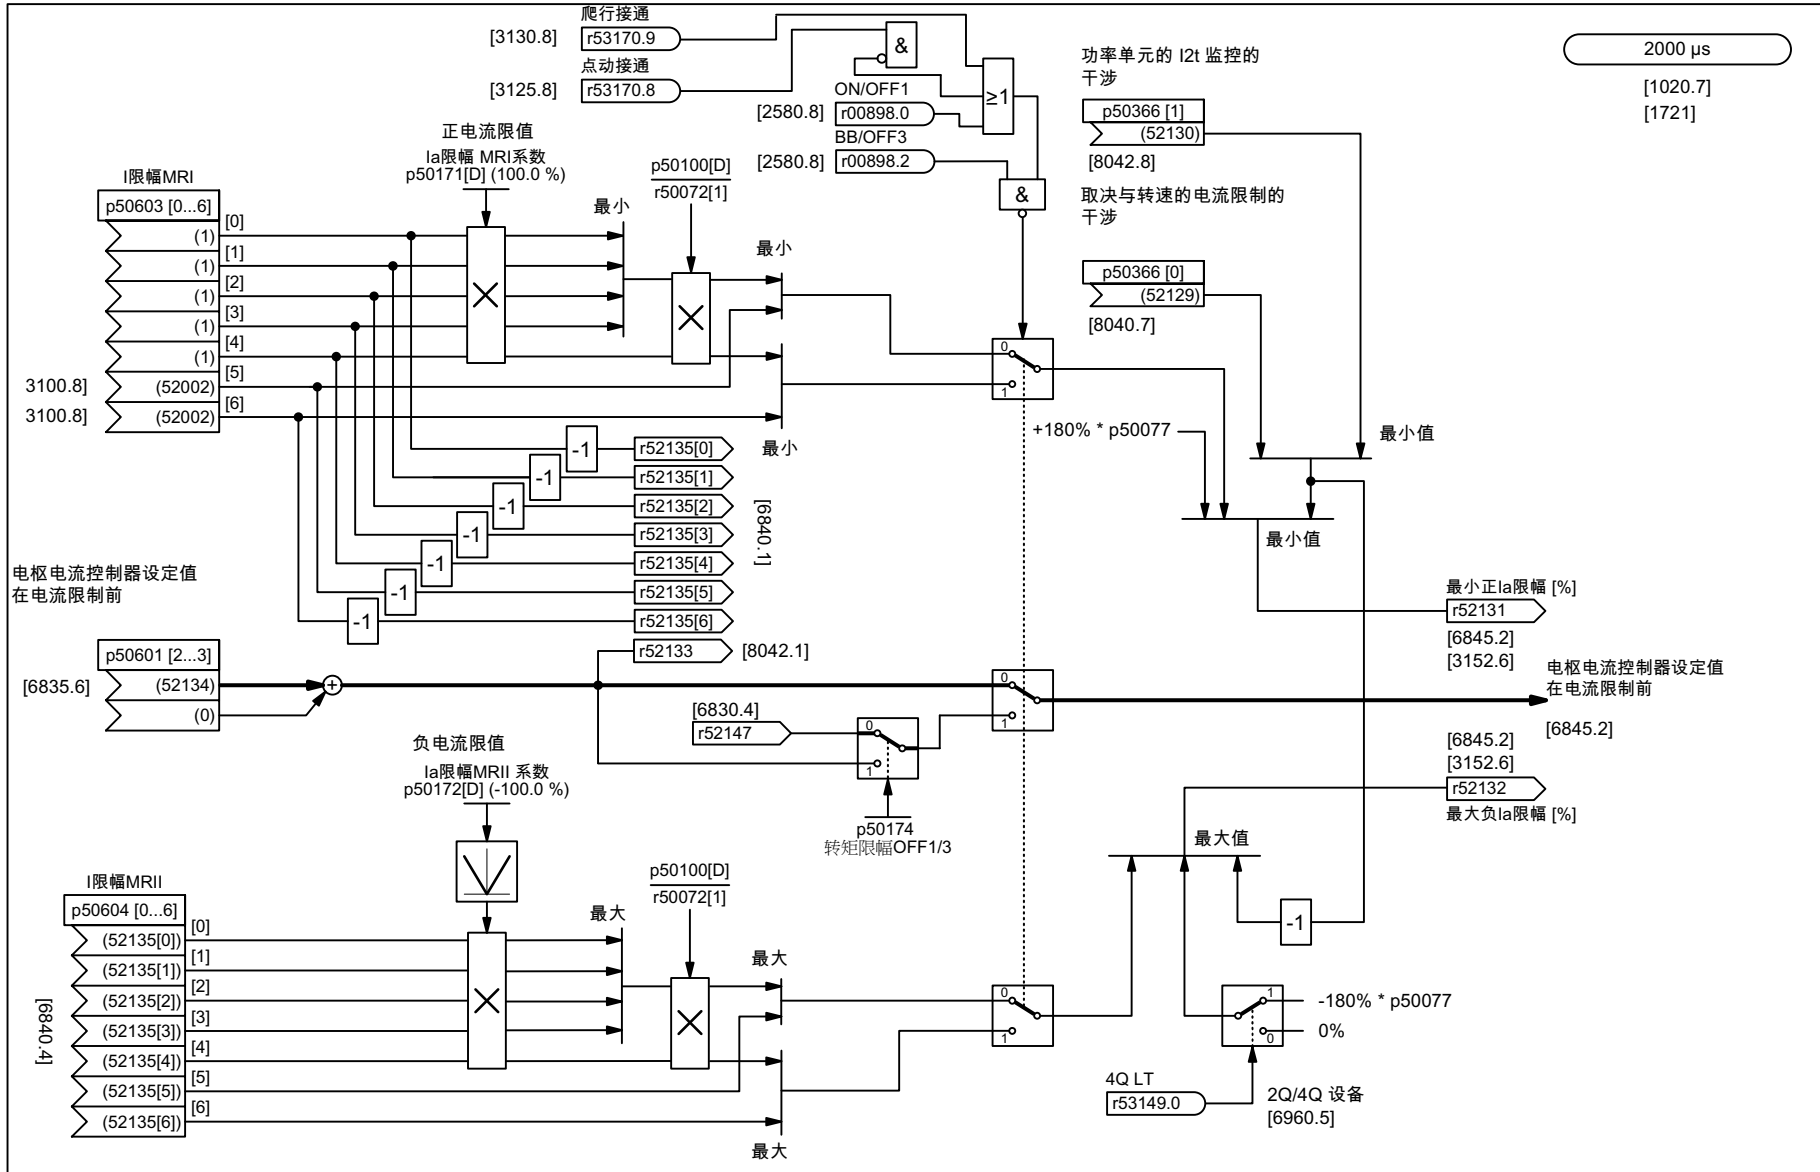 爬行接通
[3130.8]
r53170.9
点动接通
[3125.8]
r53170.8
&
≥1
ON/OFF1
[2580.8]
r00898.0
BB/OFF3
[2580.8]
r00898.2
&
功率单元的 I2t 监控的
干涉
p50366 [1]
(52130)
[8042.8]
取决与转速的电流限制的
干涉
p50366 [0]
(52129)
[8040.7]
2000 µs
[1020.7]
[1721]
正电流限值
Ia限幅 MRI系数
p50171[D] (100.0 %)
p50100[D]
r50072[1]
I限幅MRI
p50603 [0...6]
(1)
[0]
(1)
[1]
(1)
[2]
(1)
[3]
(1)
[4]
3100.8]
(52002)
[5]
3100.8]
(52002)
[6]
最小
最小
最小
0
1
+180% * p50077
最小值
最小值
-1
r52135[0]
-1
r52135[1]
-1
r52135[2]
-1
r52135[3]
-1
r52135[4]
-1
r52135[5]
-1
r52135[6]
[6840.1]
r52133
[8042.1]
电枢电流控制器设定值
在电流限制前
p50601 [2...3]
[6835.6]
(52134)
(0)
+
[6830.4]
r52147
0
1
p50174
转矩限幅OFF1/3
0
1
最小正Ia限幅 [%]
r52131
[6845.2]
[3152.6]
电枢电流控制器设定值
在电流限制前
[6845.2]
[6845.2]
[3152.6]
r52132
最大负Ia限幅 [%]
负电流限值
Ia限幅MRII 系数
p50172[D] (-100.0 %)
p50100[D]
r50072[1]
I限幅MRII
p50604 [0...6]
(52135[0])
[0]
(52135[1])
[1]
(52135[2])
[2]
(52135[3])
[3]
(52135[4])
[4]
(52135[5])
[5]
(52135[6])
[6]
[6840.4]
最大
最大
最大
0
1
最大值
-1
1
0
-180% * p50077
0%
4Q LT
r53149.0
2Q/4Q 设备
[6960.5]